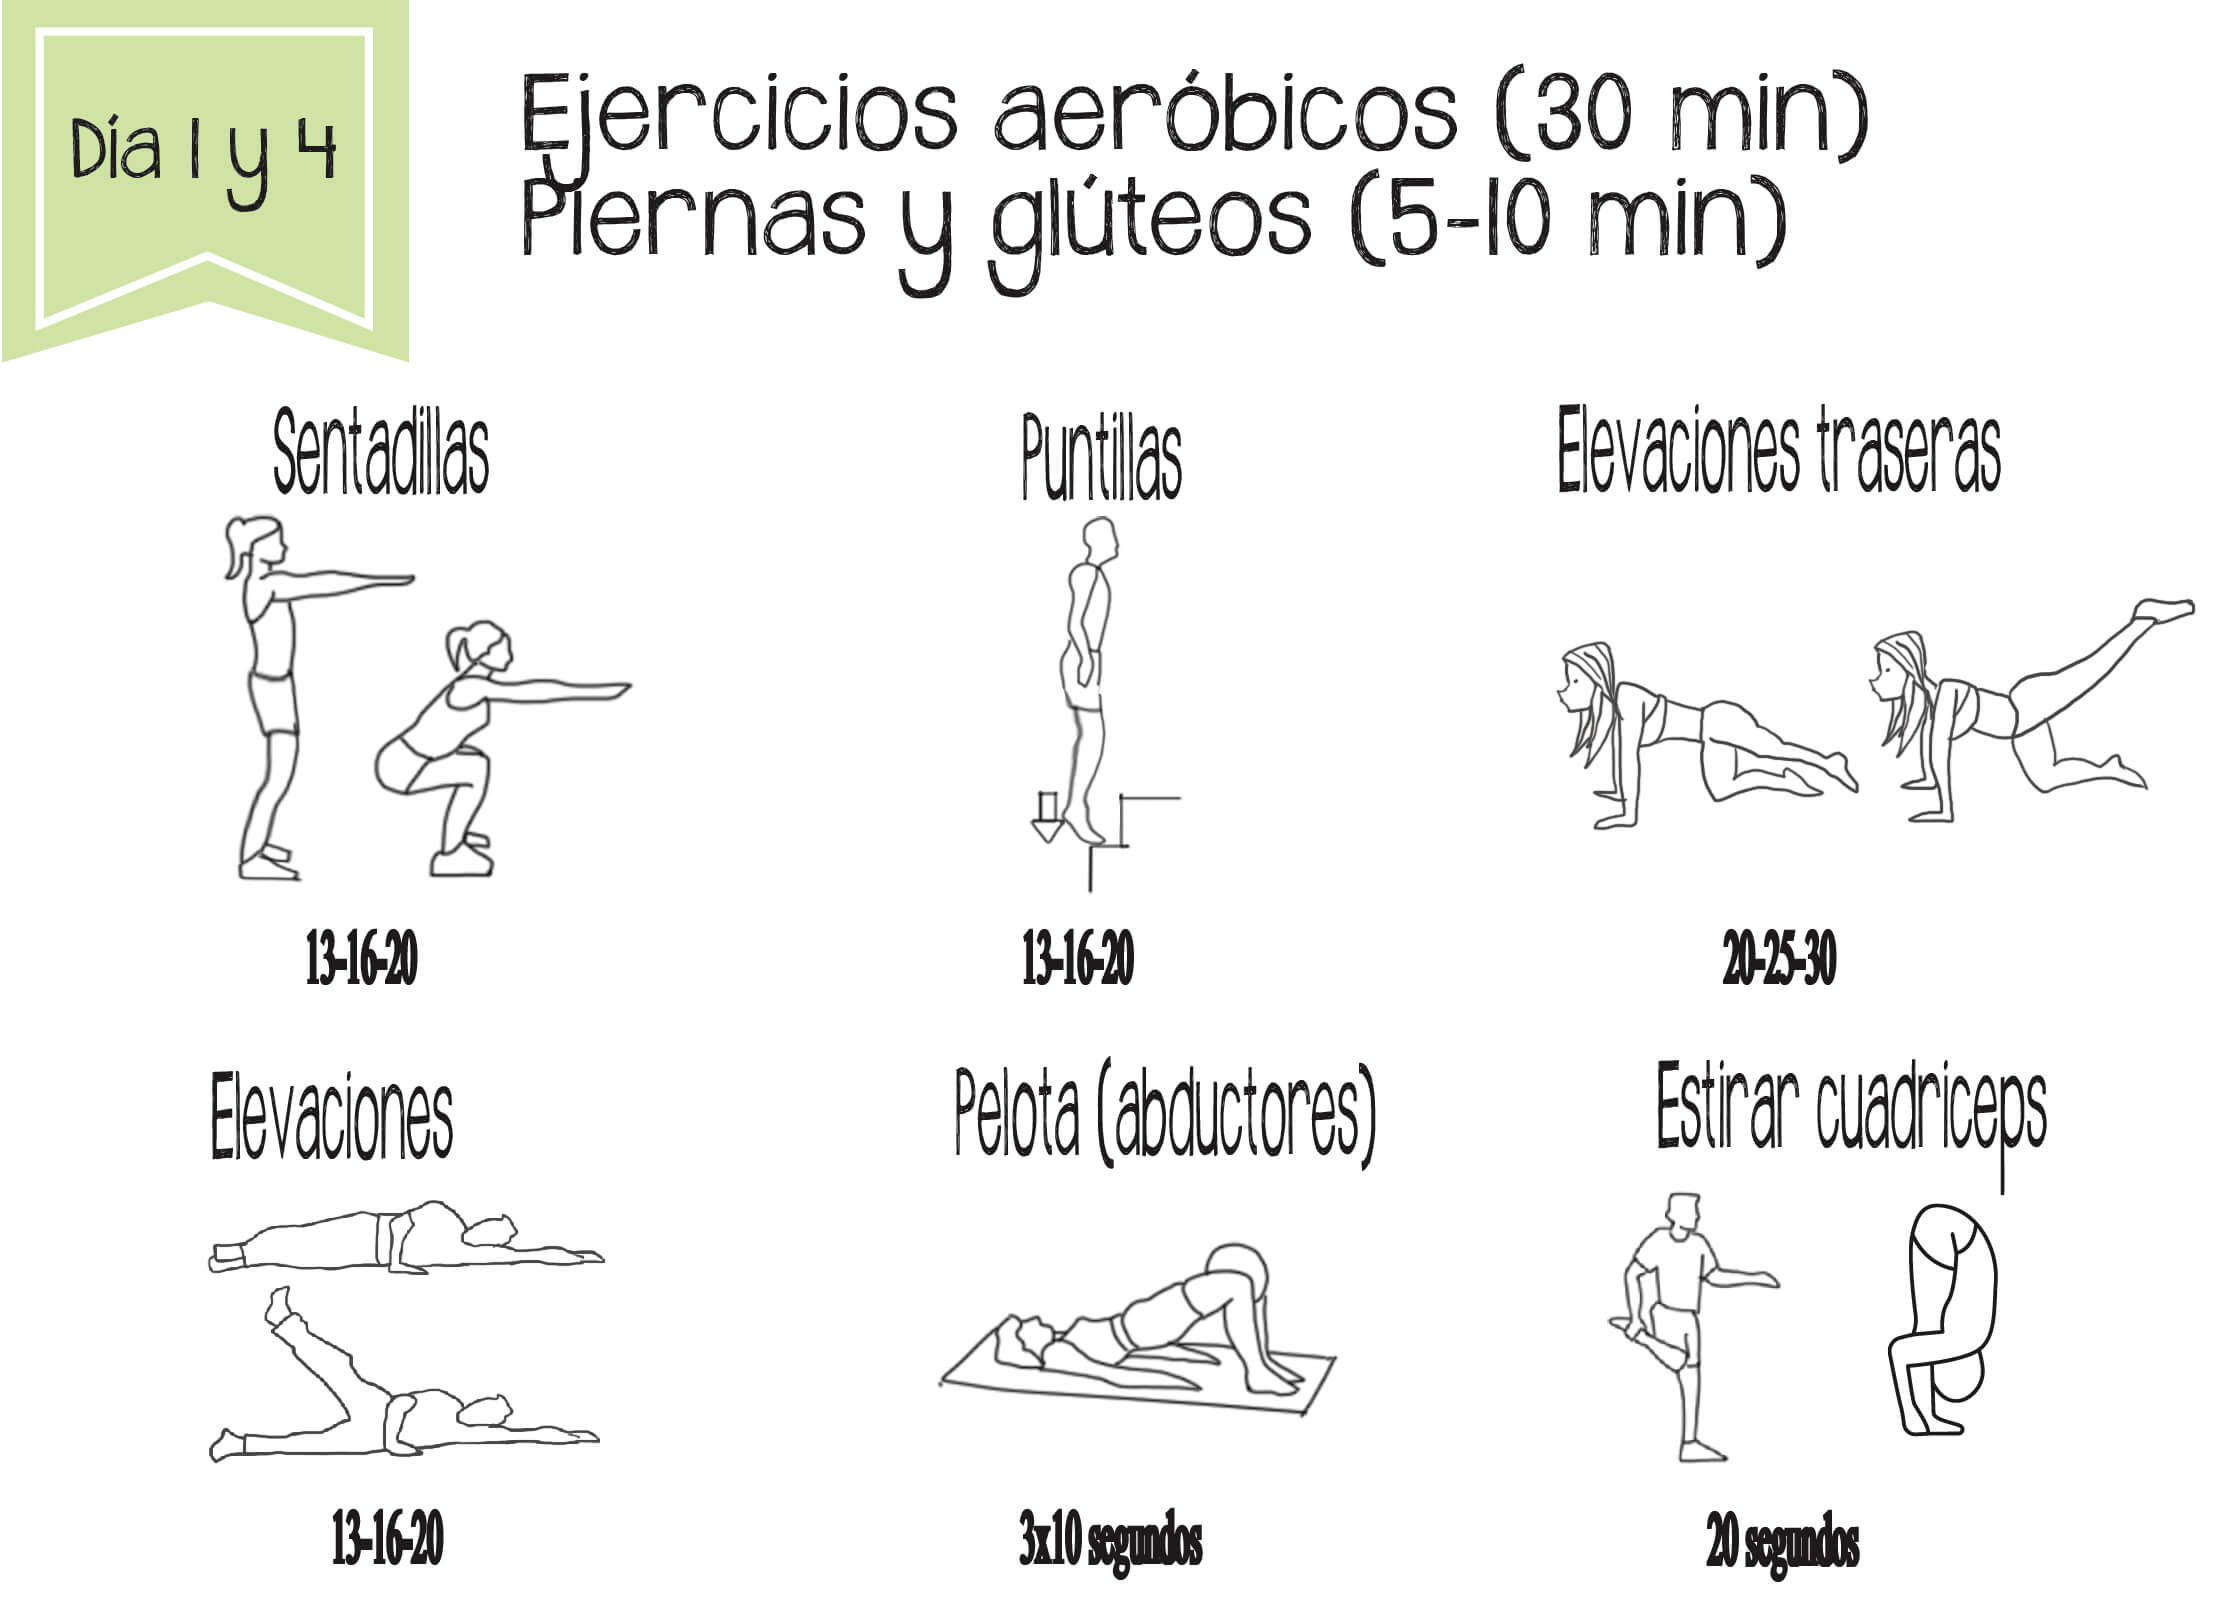 Día 1 y 4
Ejercicios aeróbicos (30 min)
Piernas y glúteos (5-10 min)
Sentadillas
Puntillas
Elevaciones traseras
13-16-20
13-16-20
20-25-30
Elevaciones
Pelota (abductores)
Estirar cuadriceps
13-16-20
3x10 segundos
20 segundos